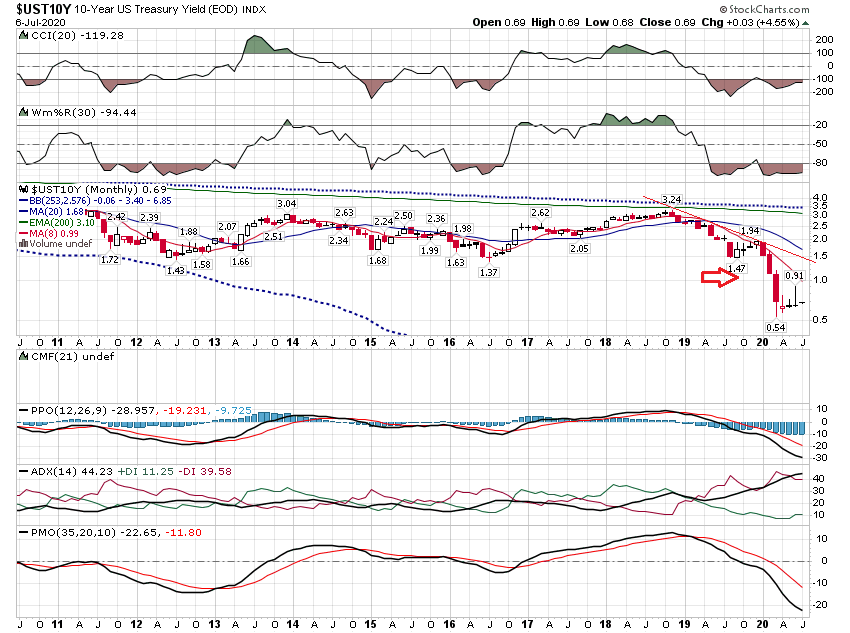 $UST10Y 10-Year US Treasury Yield (EOD) INDX
© StockCharts.com
6-Jul-2020
Open 0.69 High 0.69 Low 0.68 Close 0.69 Chg +0.03 (+4.55%)
CCI(20) -119.28
200
100
0
-100
-200
Wm%R(30) -94.44
-20
-50
-80
$UST10Y (Monthly) 0.69
BB(253,2.576) -0.06 - 3.40 - 6.85
MA(20) 1.68
EMA(200) 3.10
MA(8) 0.99
Volume undef
2.42 2.39 1.88 2.07 3.04 2.63 2.24 2.50 2.36 1.98 2.62 3.24 1.94 0.91
1.72 1.43 1.58 1.66 2.51 2.34 1.68 1.99 1.63 1.37 2.05 1.47 0.54
4.0
3.5
3.0
2.5
2.0
1.5
1.0
0.5
J O 11 A J O 12 A J O 13 A J O 14 A J O 15 A J O 16 A J O 17 A J O 18 A J O 19 A J O 20 A J
CMF(21) undef
PPO(12,26,9) -28.957, -19.231, -9.725
10
0
-10
-20
-30
ADX(14) 44.23 +DI 11.25 -DI 39.58
40
30
20
10
PMO(35,20,10) -22.65, -11.80
10
0
-10
-20
J O 11 A J O 12 A J O 13 A J O 14 A J O 15 A J O 16 A J O 17 A J O 18 A J O 19 A J O 20 A J